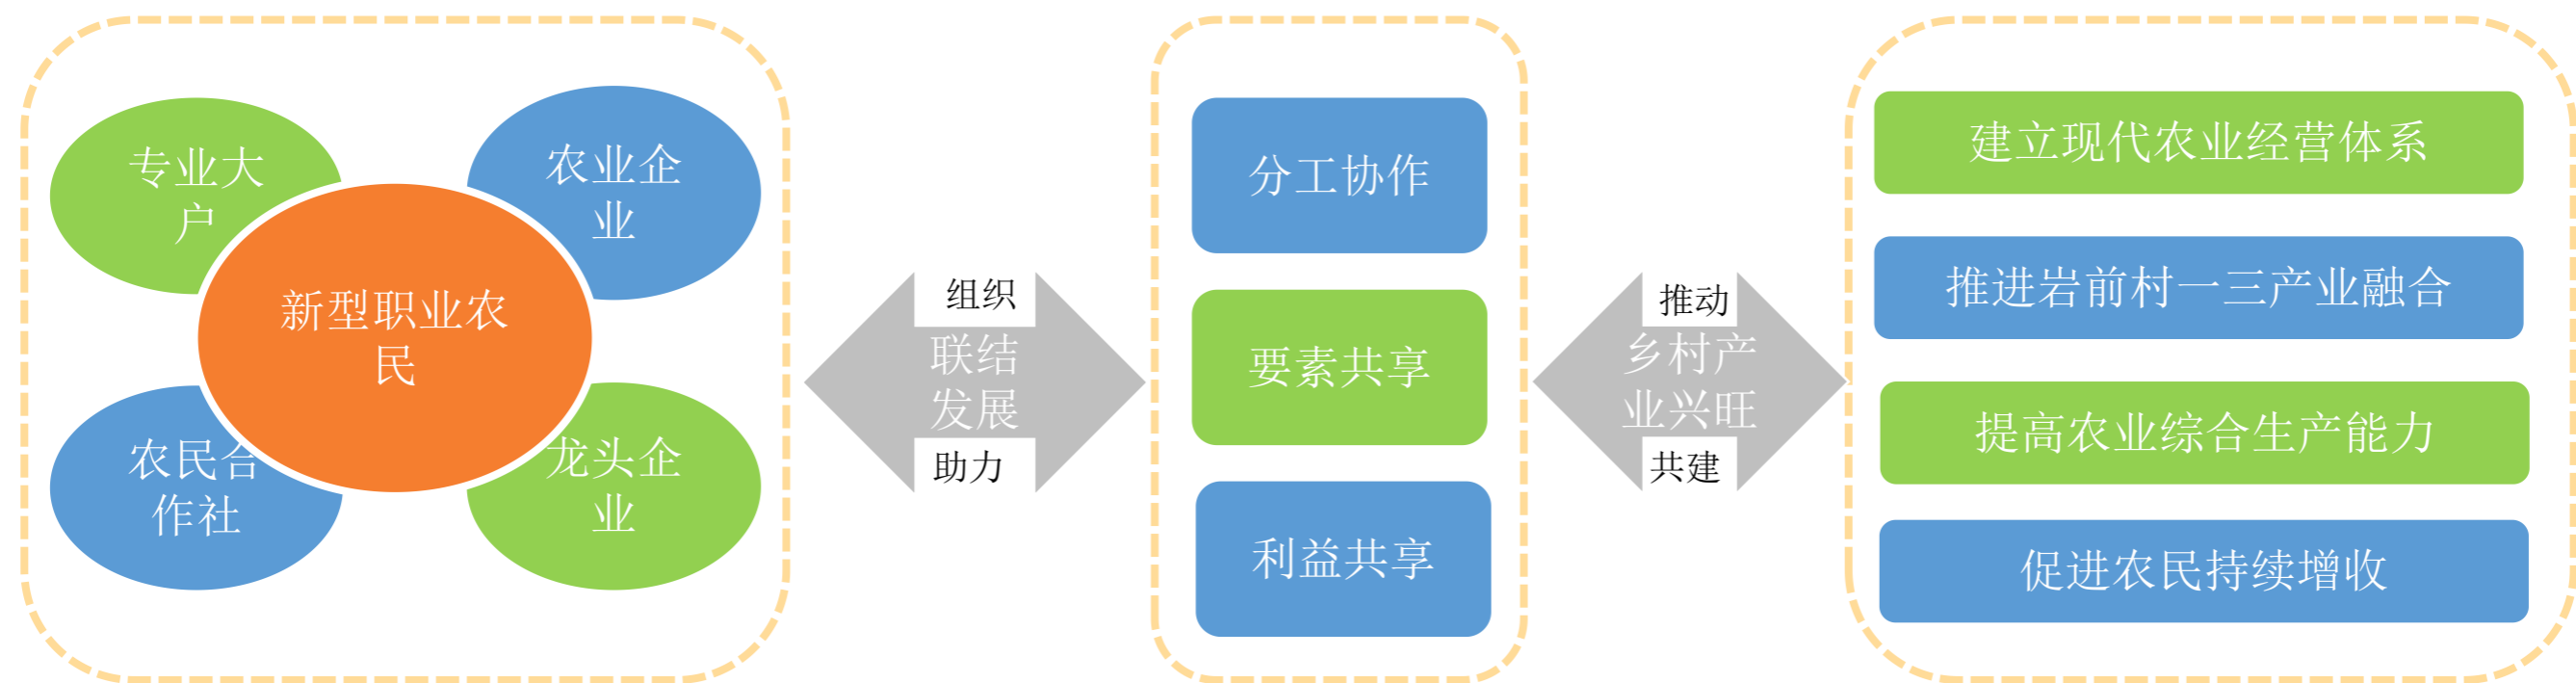 专业大
户
农业企
业
新型职业农
民
农民合
作社
龙头企
业
组织
联结
发展
助力
分工协作
要素共享
利益共享
推动
乡村产
业兴旺
共建
建立现代农业经营体系
推进岩前村一三产业融合
提高农业综合生产能力
促进农民持续增收